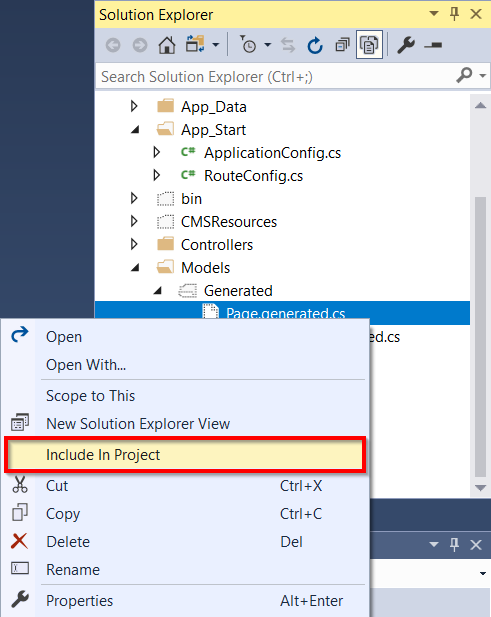 Solution Explorer
Search Solution Explorer (Ctrl+;)
App_Data
App_Start
C# ApplicationConfig.cs
C# RouteConfig.cs
bin
CMSResources
Controllers
Models
Generated
Page.generated.cs
ed.cs
Open
Open With...
Scope to This
New Solution Explorer View
Include In Project
Cut Ctrl+X
Copy Ctrl+C
Delete Del
Rename
Properties Alt+Enter